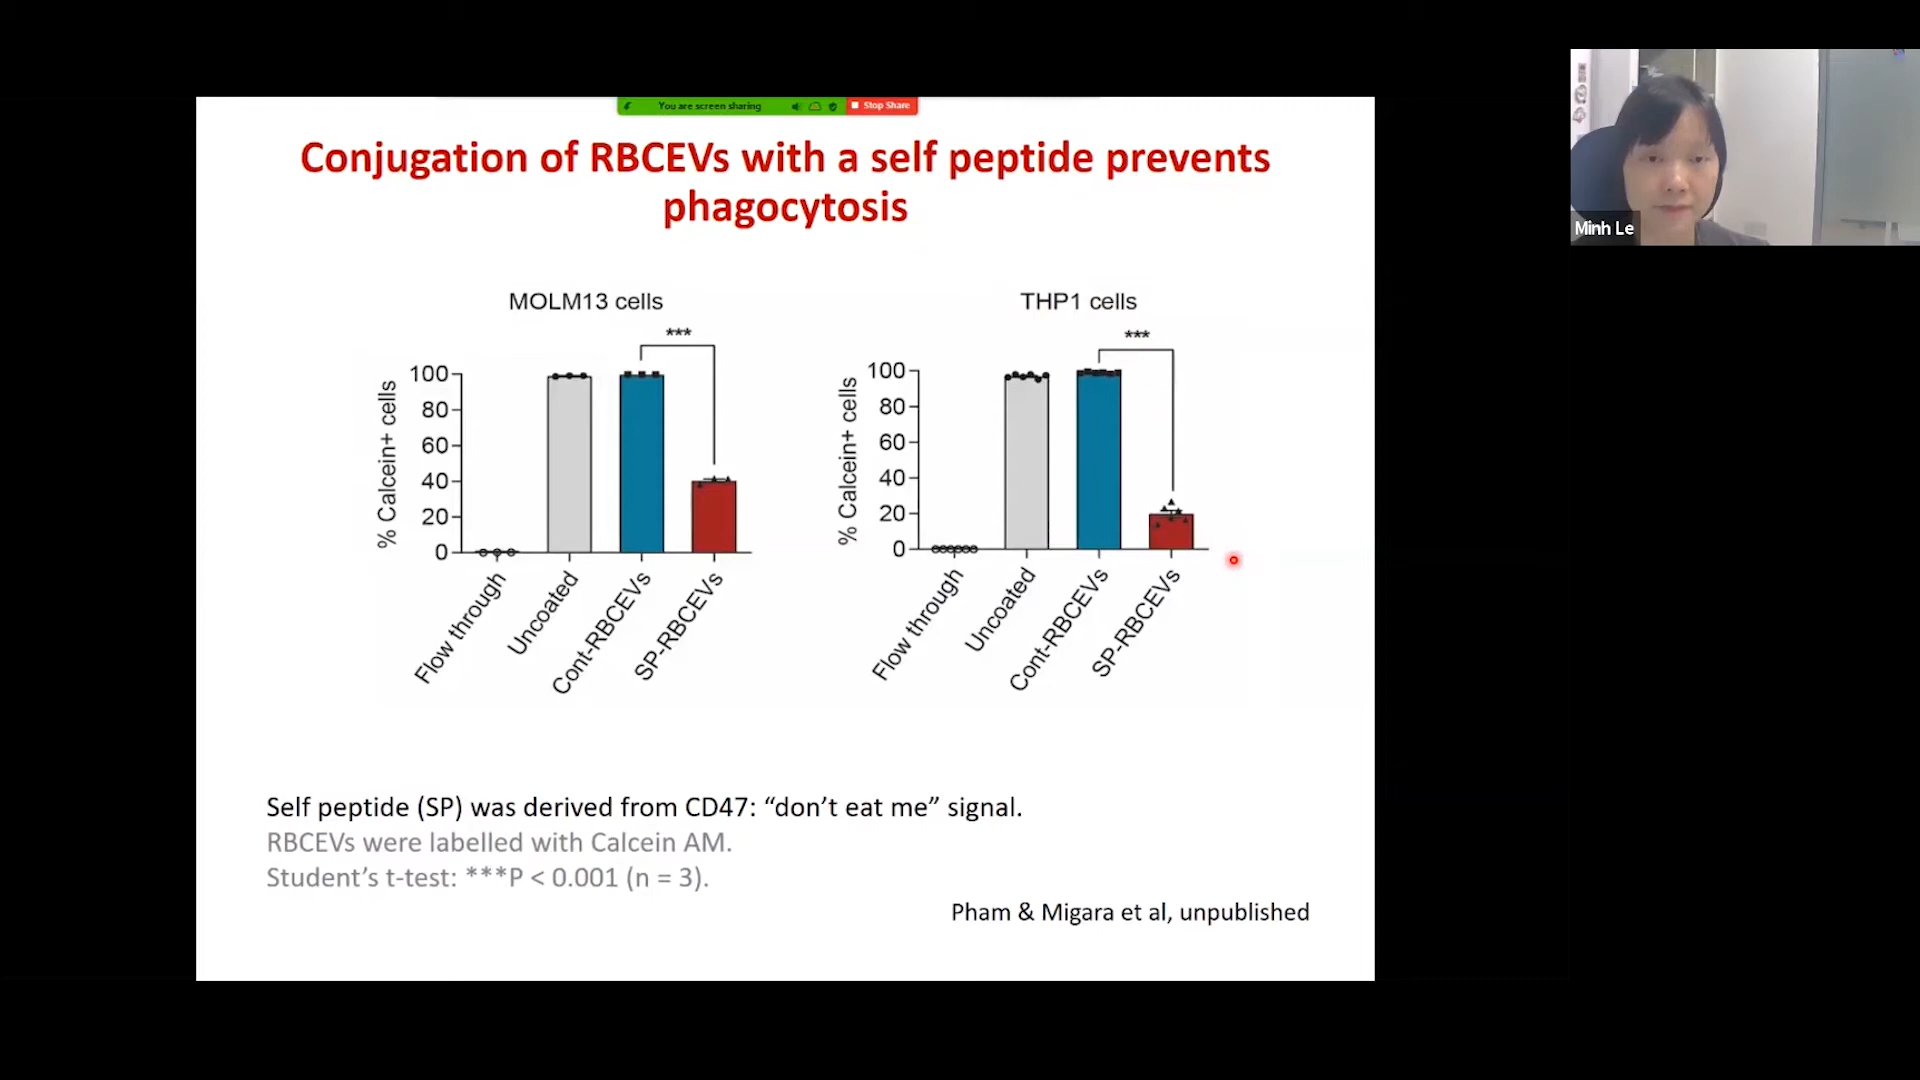 You are screen sharing
Stop Share
Conjugation of RBCEVs with a self peptide prevents
phagocytosis
Minh Le
MOLM13 cells
***
% Calcein+ cells
100
80
60
40
20
0
Flow through
Uncoated
Cont-RBCEVs
SP-RBCEVs
THP1 cells
***
% Calcein+ cells
100
80
60
40
20
0
Flow through
Uncoated
Cont-RBCEVs
SP-RBCEVs
Self peptide (SP) was derived from CD47: “don’t eat me” signal.
RBCEVs were labelled with Calcein AM.
Student’s t-test: ***P < 0.001 (n = 3).
Pham & Migara et al, unpublished